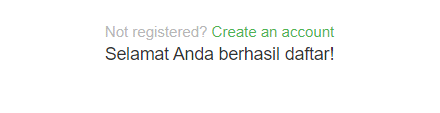 Not registered? Create an account
Selamat Anda berhasil daftar!